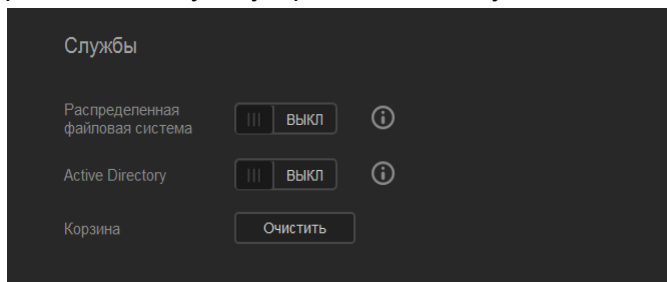 Службы
Распределенная
файловая система
ВЫКЛ
Active Directory
ВЫКЛ
Корзина
Очистить